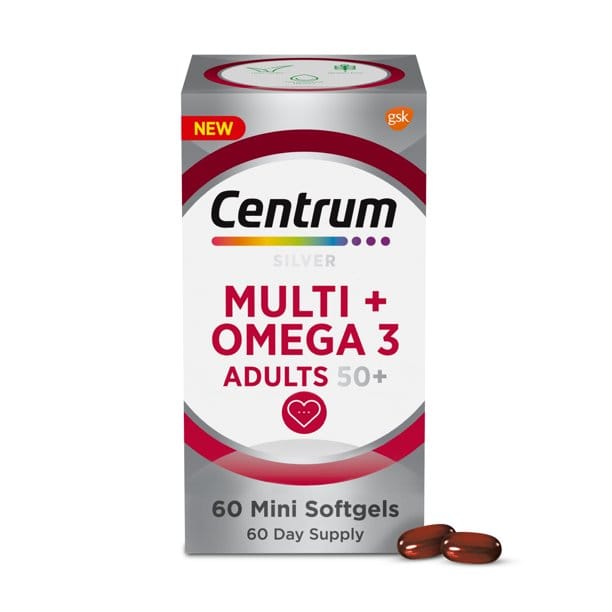 NEW
gsk
Centrum
SILVER
MULTI +
OMEGA 3
ADULTS 50+
60 Mini Softgels
60 Day Supply